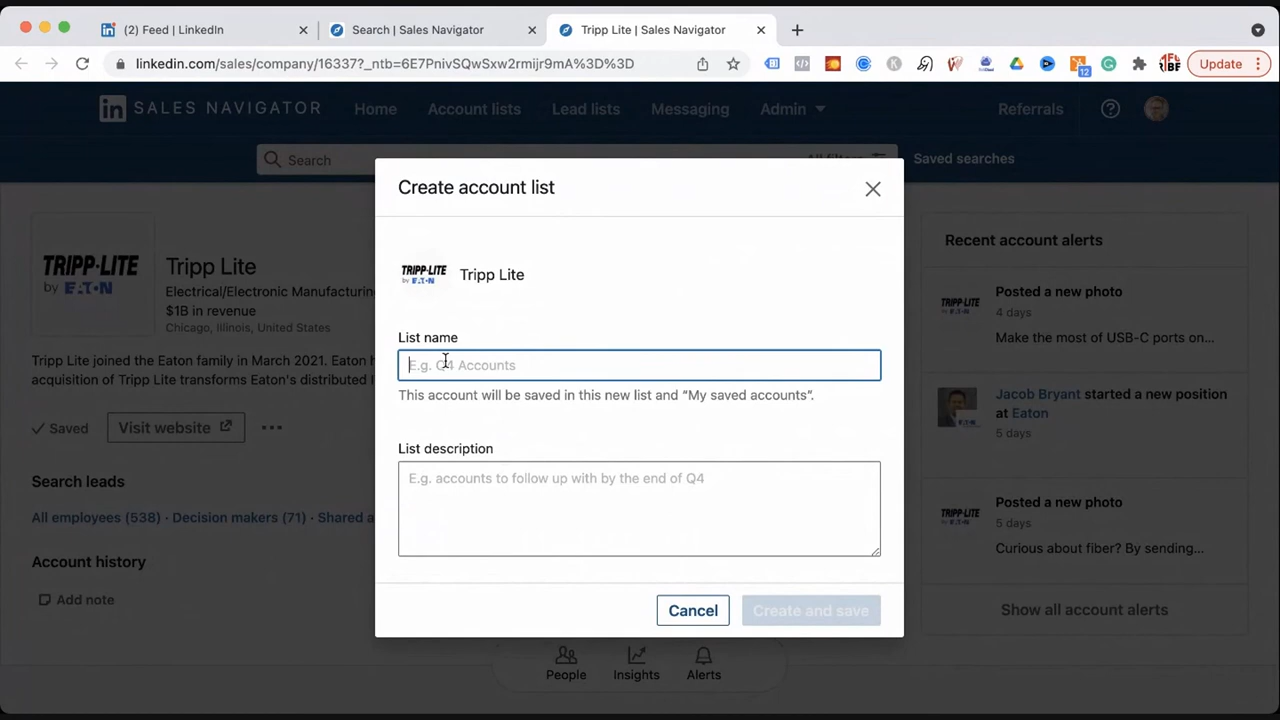 (2) Feed | LinkedIn
Search | Sales Navigator
Tripp Lite | Sales Navigator
linkedin.com/sales/company/16337?_ntb=6E7PnivSQwSxw2rmijr9mA%3D%3D
12
Update
in SALES NAVIGATOR
Home
Account lists
Lead lists
Messaging
Admin
Referrals
Search
Saved searches
Create account list
TRIPP·LITE
by EATON
Tripp Lite
List name
E.g. Q4 Accounts
This account will be saved in this new list and “My saved accounts”.
List description
E.g. accounts to follow up with by the end of Q4
Cancel
Create and save
TRIPP·LITE
by EATON
Tripp Lite
Electrical/Electronic Manufacturin
$1B in revenue
Chicago, Illinois, United States
Tripp Lite joined the Eaton family in March 2021. Eaton h
acquisition of Tripp Lite transforms Eaton's distributed I
Saved
Visit website
Search leads
All employees (538) · Decision makers (71) · Shared a
Account history
Add note
People
Insights
Alerts
Recent account alerts
TRIPP·LITE
Posted a new photo
4 days
Make the most of USB-C ports on...
Jacob Bryant started a new position
at Eaton
5 days
TRIPP·LITE
Posted a new photo
5 days
Curious about fiber? By sending...
Show all account alerts